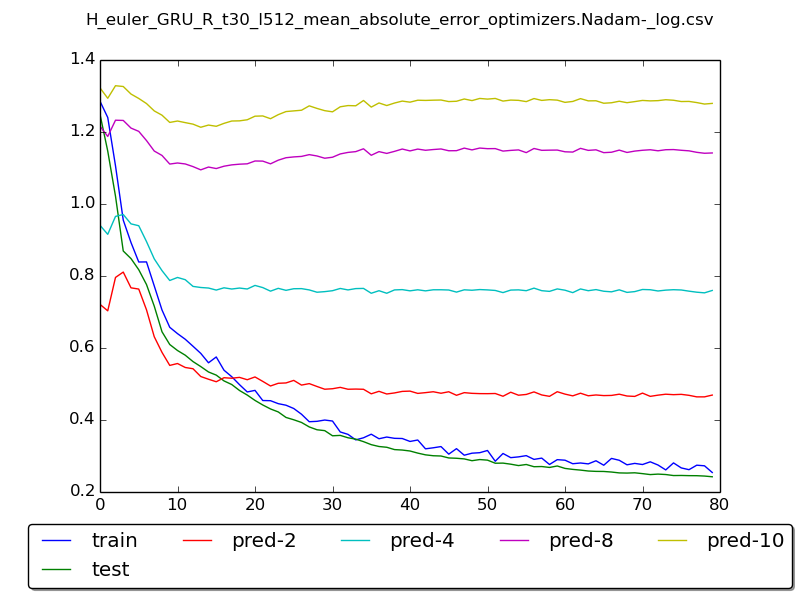 H_euler_GRU_R_t30_l512_mean_absolute_error_optimizers.Nadam-_log.csv
1.4
1.2
1.0
0.8
0.6
0.4
0.2
0 10 20 30 40 50 60 70 80
train pred-2 pred-4 pred-8 pred-10
test